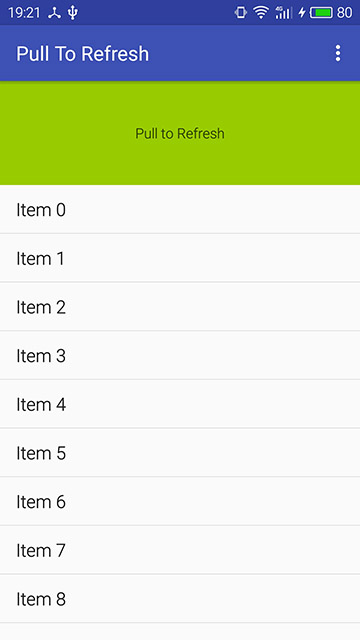 19:21 4G 80
Pull To Refresh
Pull to Refresh
Item 0
Item 1
Item 2
Item 3
Item 4
Item 5
Item 6
Item 7
Item 8